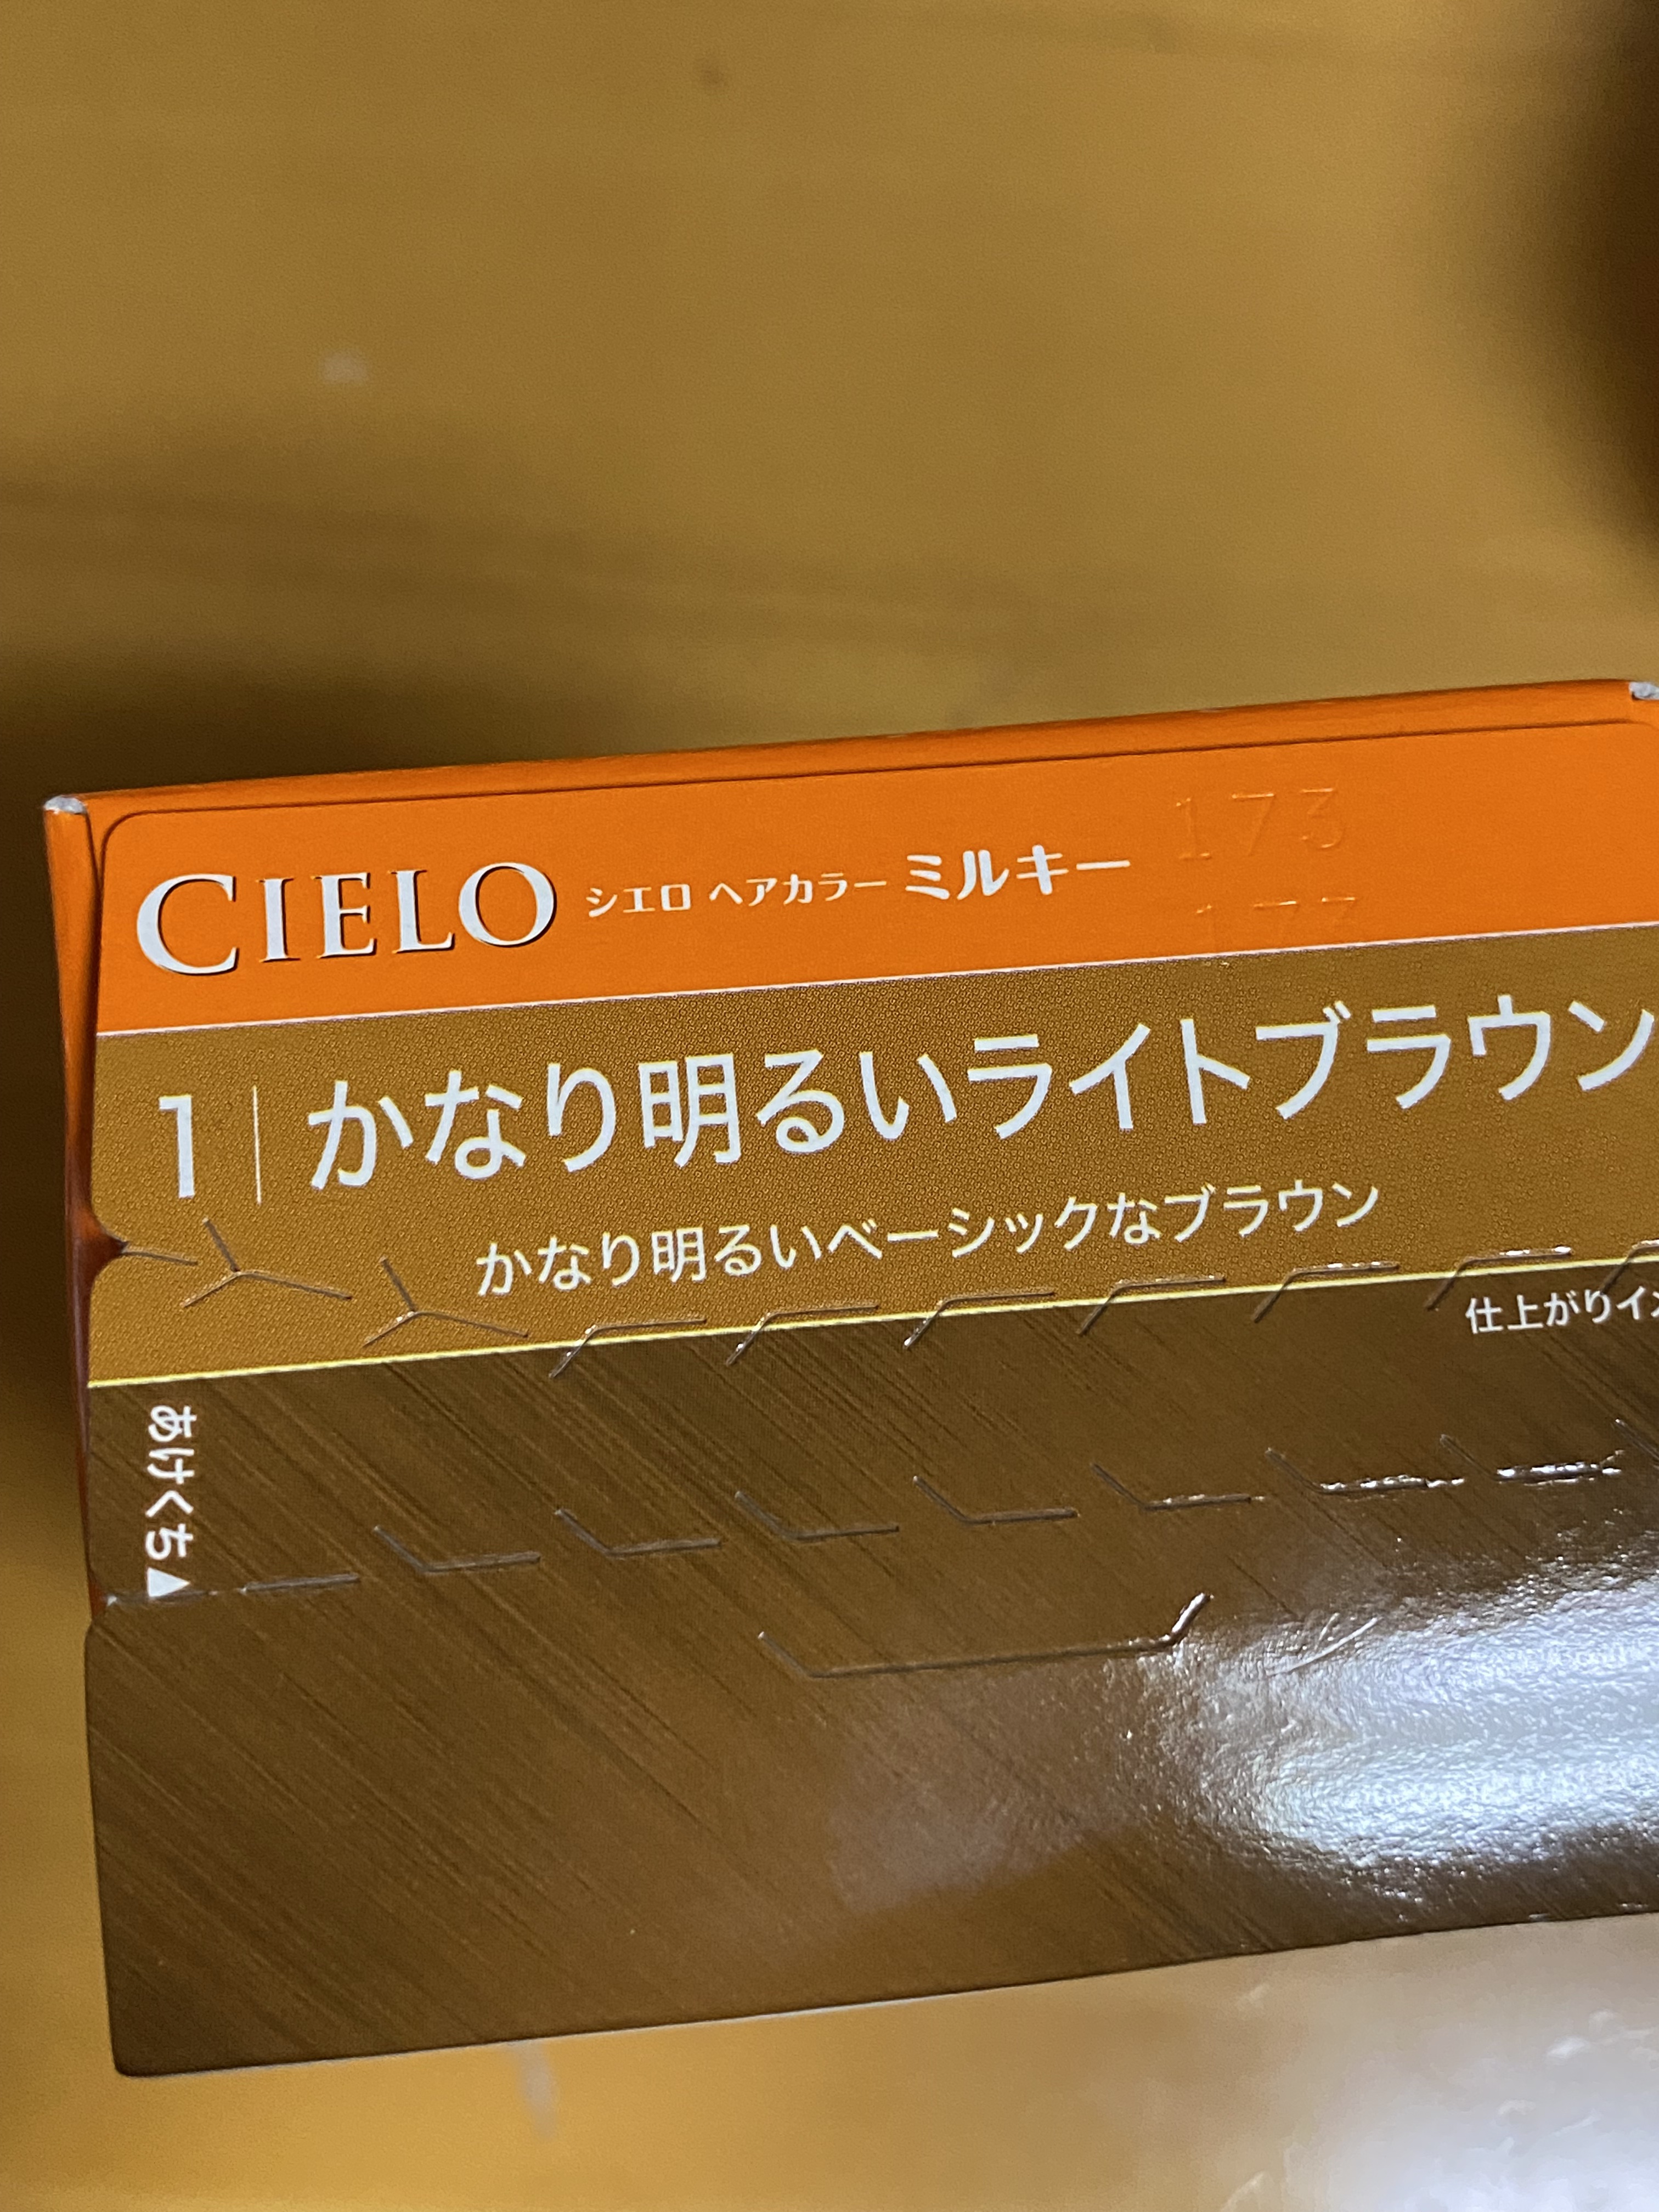 CIELO シエロ ヘアカラー ミルキー
173
173
1 かなり明るいライトブラウン
かなり明るいベーシックなブラウン
仕上がりイ
あけくち▲